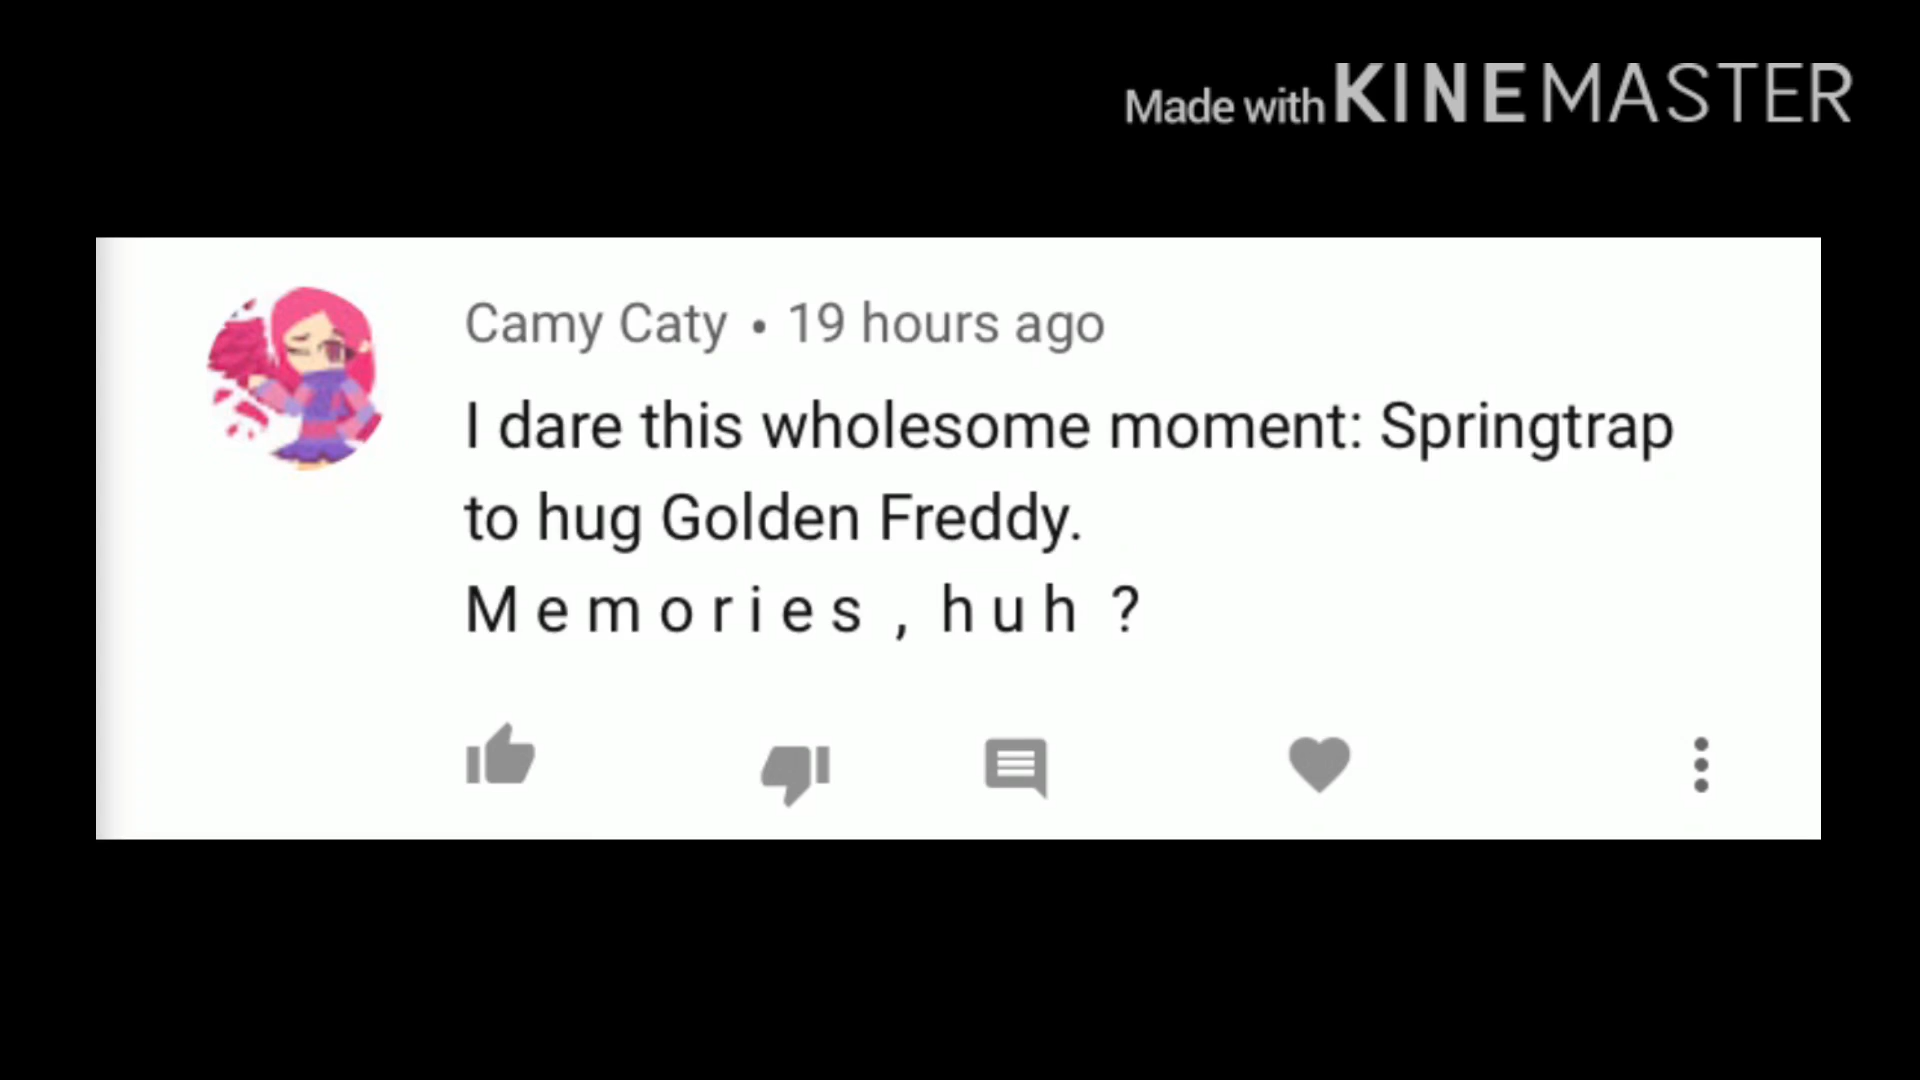 Made with KINEMASTER
Camy Caty • 19 hours ago
I dare this wholesome moment: Springtrap
to hug Golden Freddy.
M e m o r i e s , h u h ?